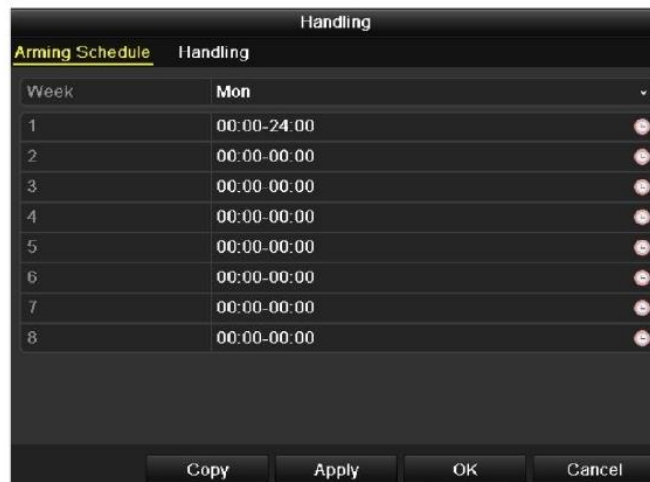 Handling
Arming Schedule Handling
Week Mon
1 00:00-24:00
2 00:00-00:00
3 00:00-00:00
4 00:00-00:00
5 00:00-00:00
6 00:00-00:00
7 00:00-00:00
8 00:00-00:00
Copy Apply OK Cancel